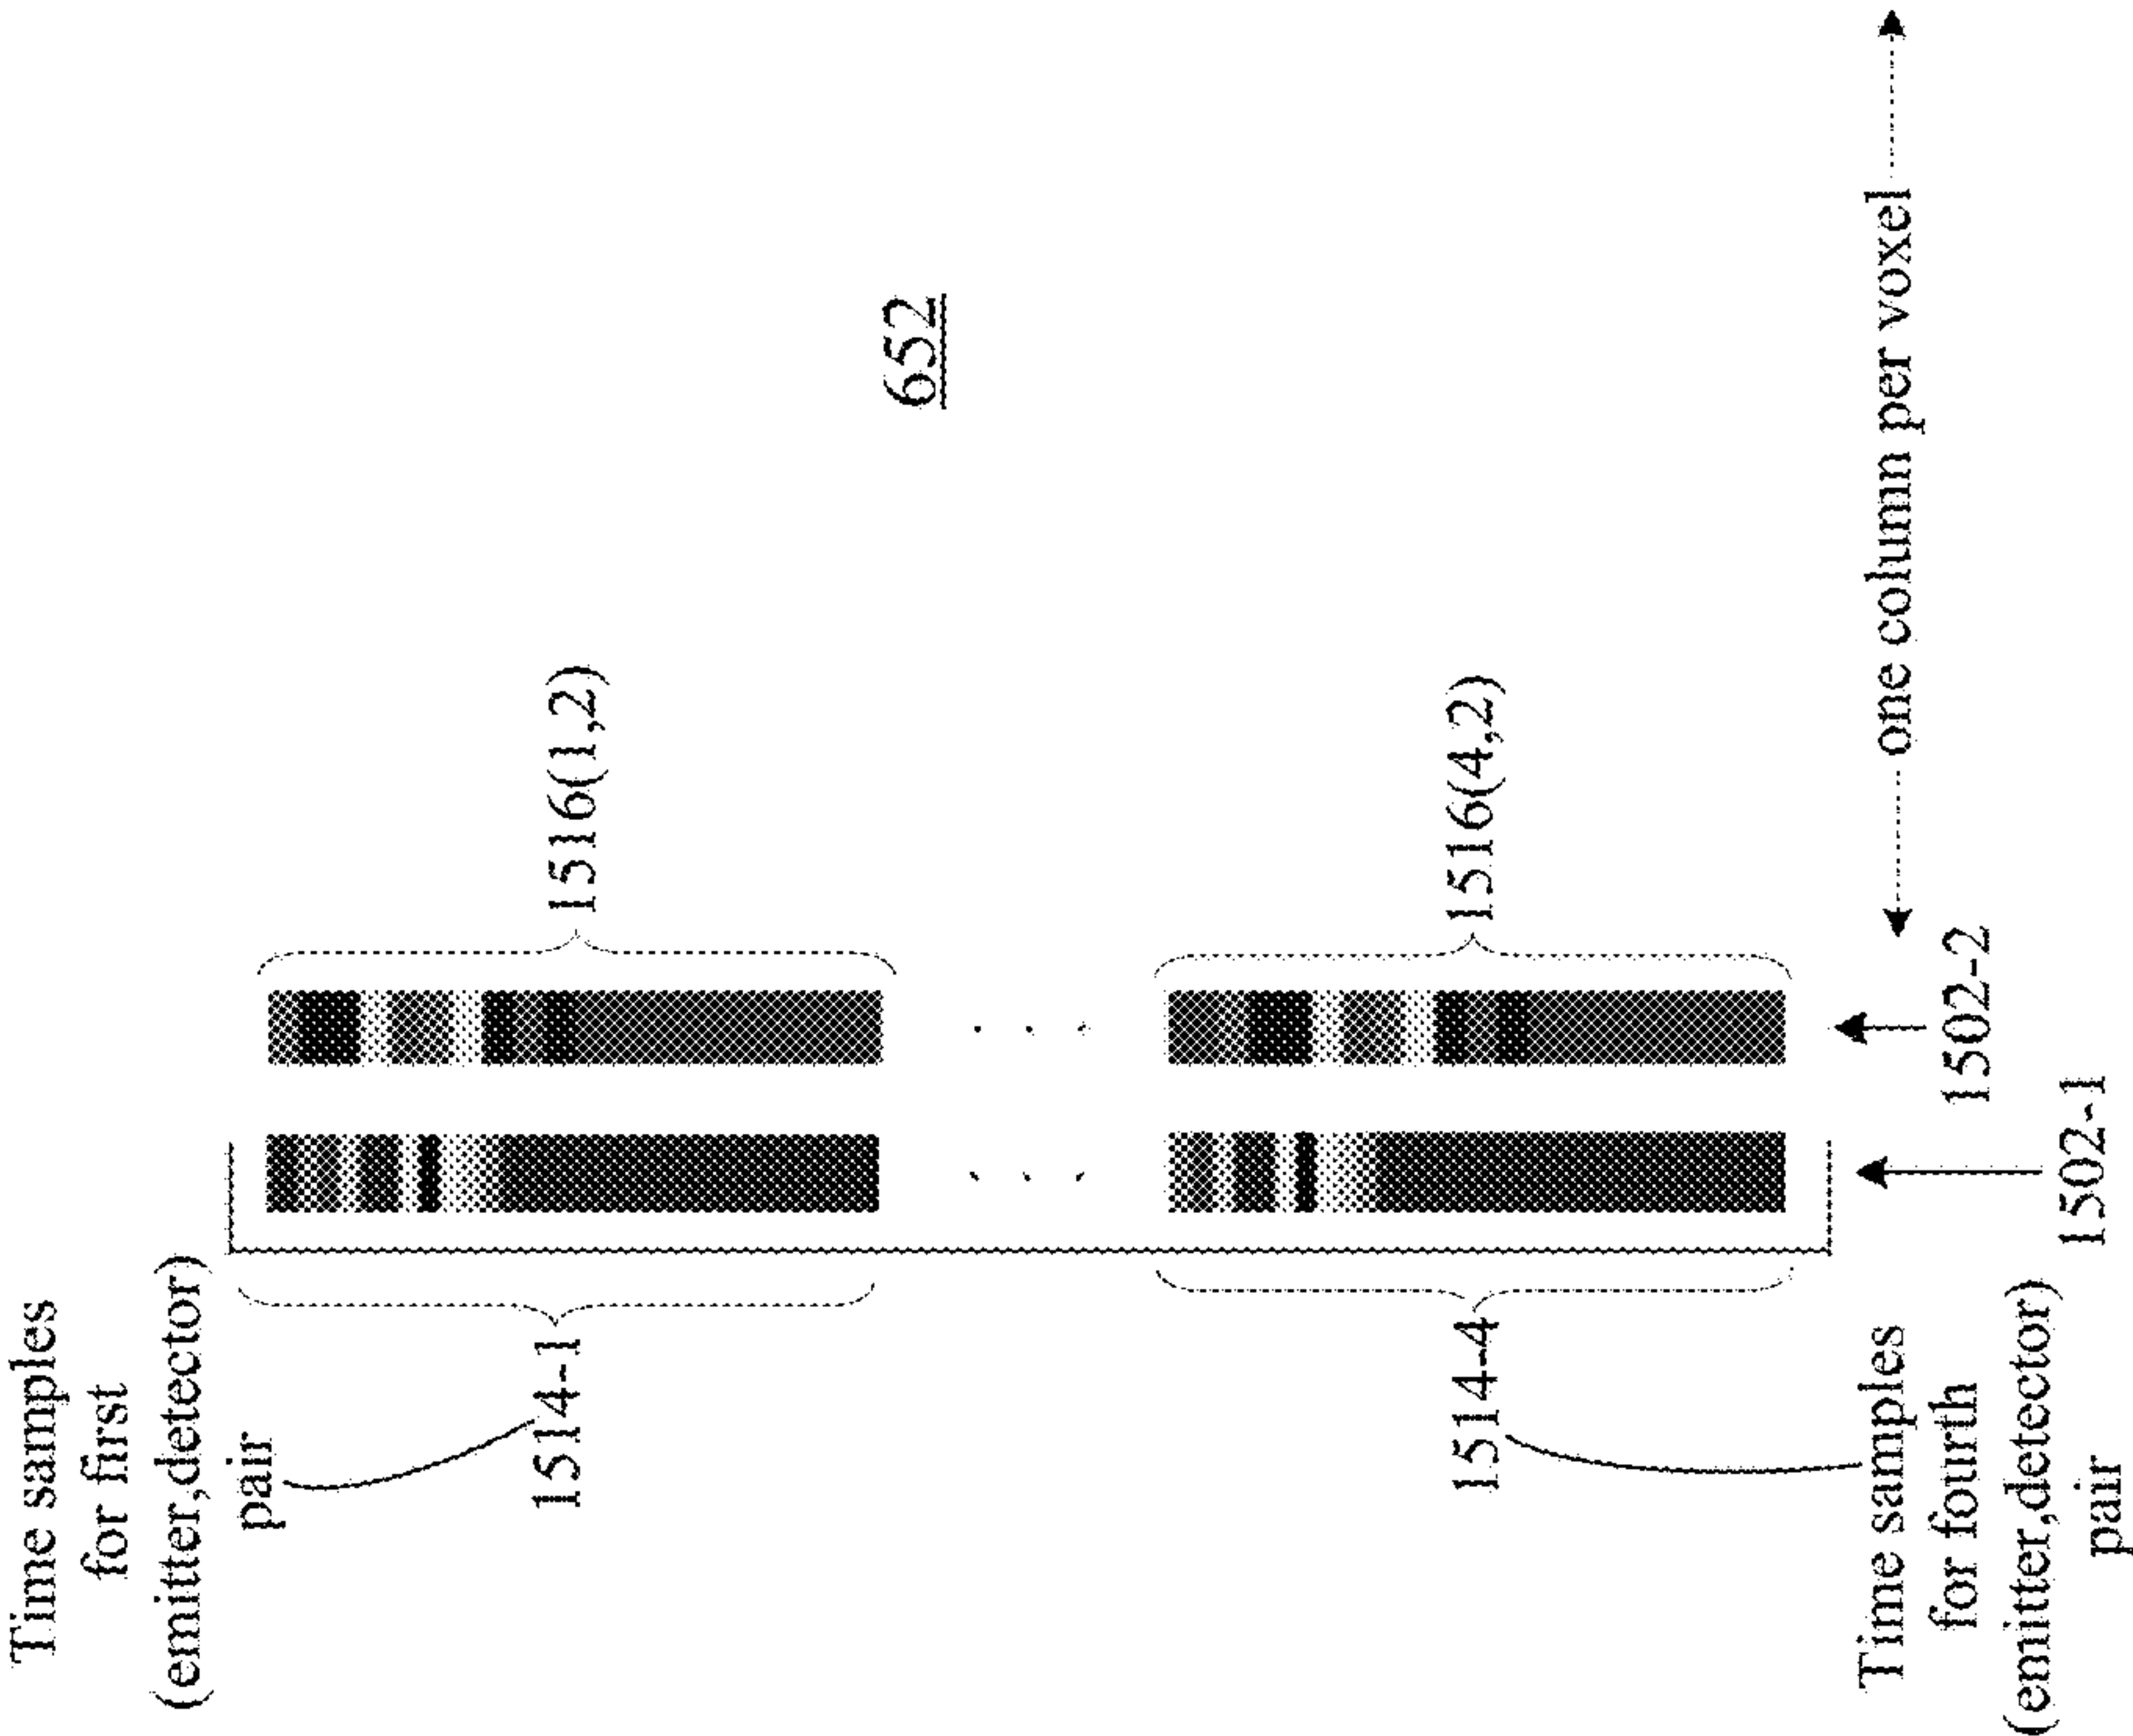 Time samples
for first
(emitter,detector)
pair
1514-1
1516(1,2)
652
1514-4
1516(4,2)
Time samples
for fourth
(emitter,detector)
pair
1502-1
1502-2
one column per voxel